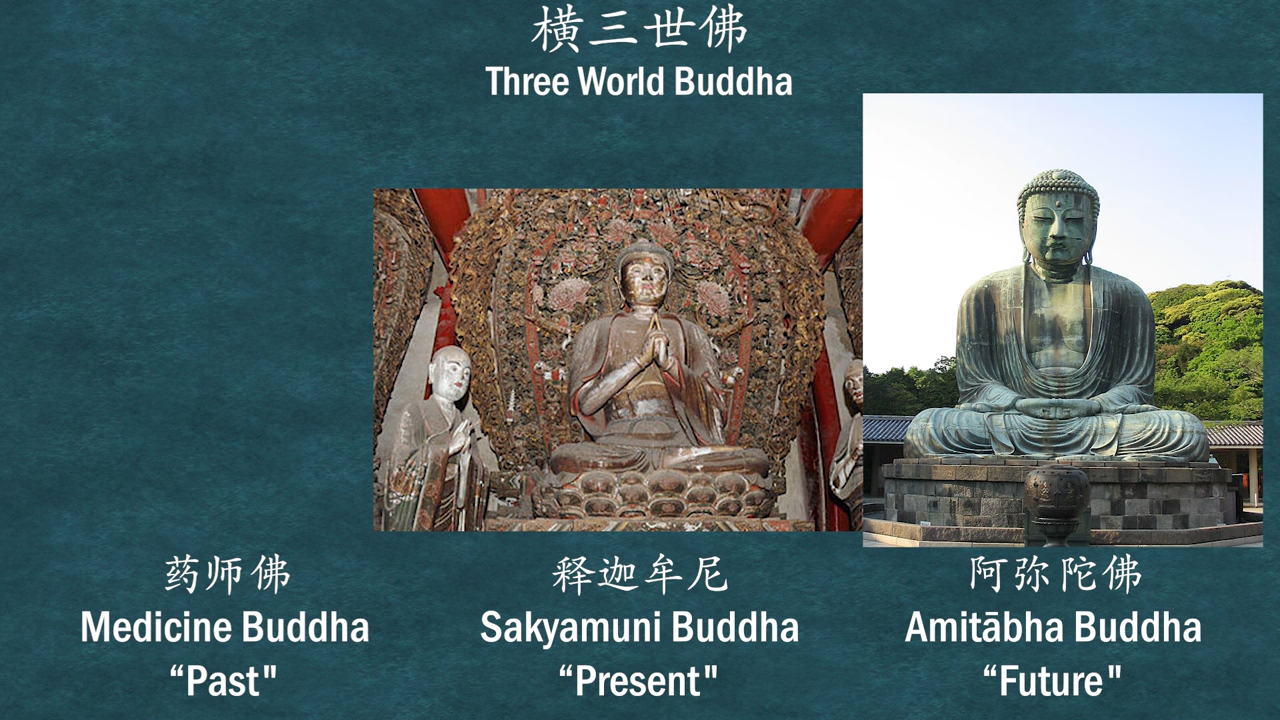 横三世佛
Three World Buddha
药师佛
Medicine Buddha
“Past"
释迦牟尼
Sakyamuni Buddha
“Present"
阿弥陀佛
Amitābha Buddha
“Future"